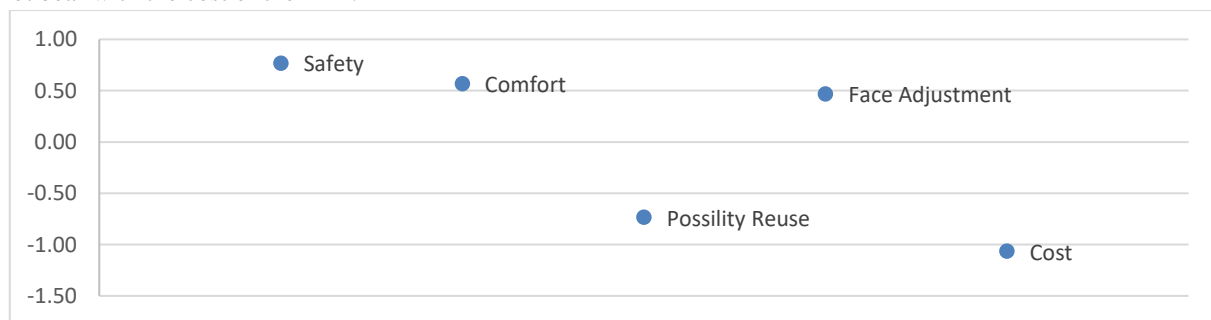 1.00
Safety
Comfort
0.50
Face Adjustment
0.00
-0.50
Possility Reuse
-1.00
Cost
-1.50